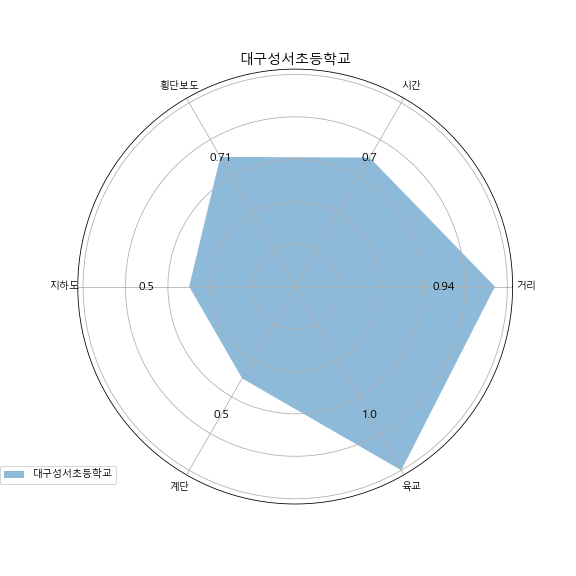 대구성서초등학교
횡단보도
시간
0.71
0.7
지하도
0.5
0.94
거리
0.5
1.0
대구성서초등학교
계단
육교